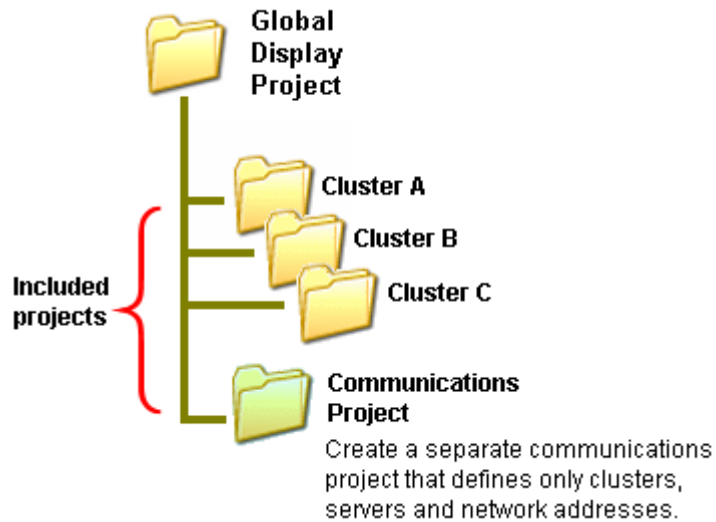 Global
Display
Project
Cluster A
Cluster B
Cluster C
Included
projects
Communications
Project
Create a separate communications
project that defines only clusters,
servers and network addresses.